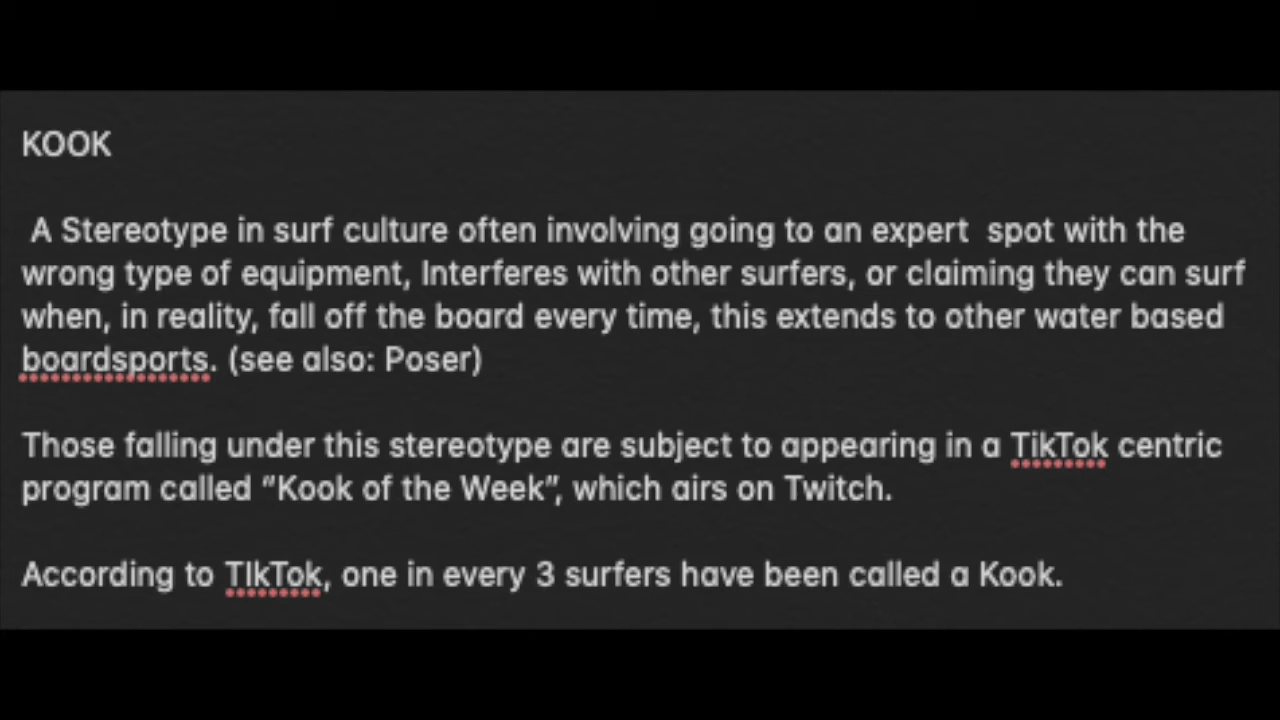 KOOK
A Stereotype in surf culture often involving going to an expert  spot with the
wrong type of equipment, Interferes with other surfers, or claiming they can surf
when, in reality, fall off the board every time, this extends to other water based
boardsports. (see also: Poser)
Those falling under this stereotype are subject to appearing in a TikTok centric
program called “Kook of the Week”, which airs on Twitch.
According to TIkTok, one in every 3 surfers have been called a Kook.